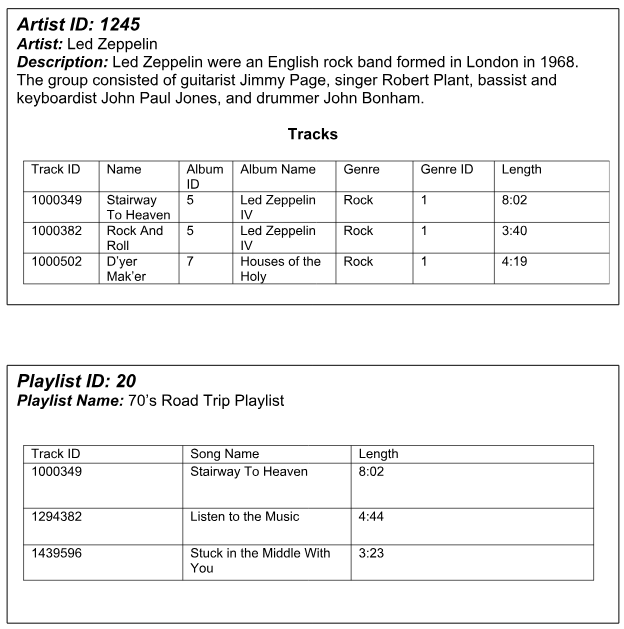 Artist ID: 1245
Artist: Led Zeppelin
Description: Led Zeppelin were an English rock band formed in London in 1968.
The group consisted of guitarist Jimmy Page, singer Robert Plant, bassist and
keyboardist John Paul Jones, and drummer John Bonham.
Tracks
Track ID Name Album ID Album Name Genre Genre ID Length
1000349 Stairway To Heaven 5 Led Zeppelin IV Rock 1 8:02
1000382 Rock And Roll 5 Led Zeppelin IV Rock 1 3:40
1000502 D'yer Mak'er 7 Houses of the Holy Rock 1 4:19
Playlist ID: 20
Playlist Name: 70's Road Trip Playlist
Track ID Song Name Length
1000349 Stairway To Heaven 8:02
1294382 Listen to the Music 4:44
1439596 Stuck in the Middle With You 3:23